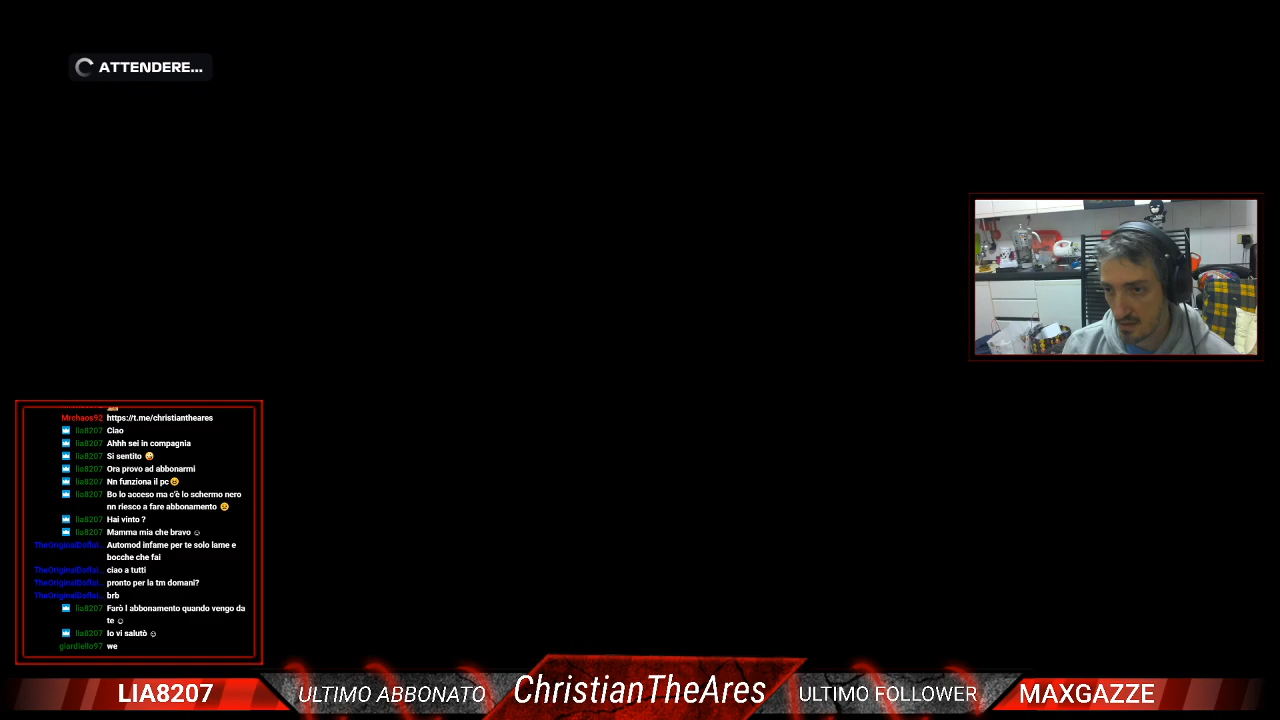 ATTENDERE...
Mrchaos92 https://t.me/christiantheares
lia8207 Ciao
lia8207 Ahhh sei in compagnia
lia8207 Si sentito
lia8207 Ora provo ad abbonarmi
lia8207 Nn funziona il pc
lia8207 Bo lo acceso ma c'è lo schermo nero
nn riesco a fare abbonamento
lia8207 Hai vinto ?
lia8207 Mamma mia che bravo
Automod infame per te solo lame e
bocche che fai
ciao a tutti
pronto per la tm domani?
brb
lia8207 Farò l abbonamento quando vengo da
te
lia8207 Io vi salutò
giardiello97 we
LIA8207 ULTIMO ABBONATO ChristianTheAres ULTIMO FOLLOWER MAXGAZZE